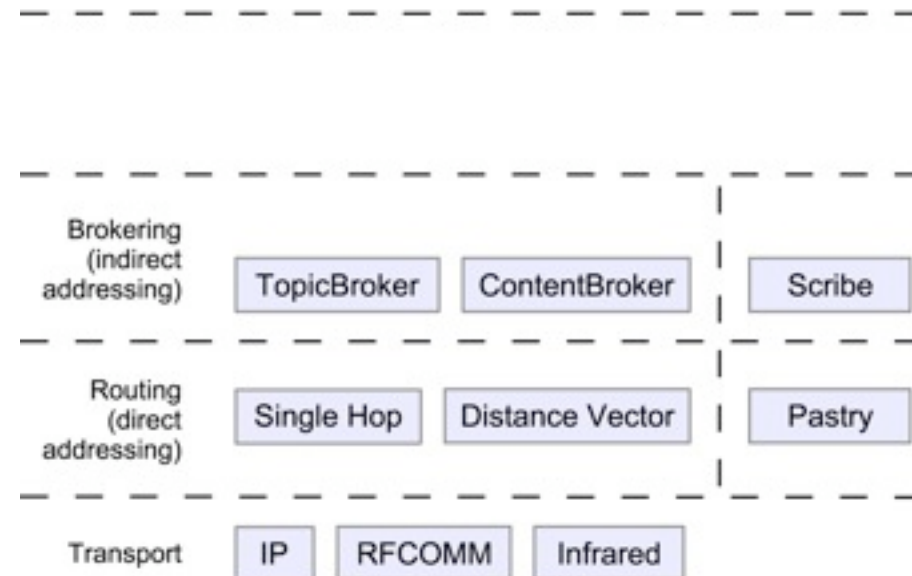 Brokering
(indirect
addressing)
TopicBroker
ContentBroker
Scribe
Routing
(direct
addressing)
Single Hop
Distance Vector
Pastry
Transport
IP
RFCOMM
Infrared